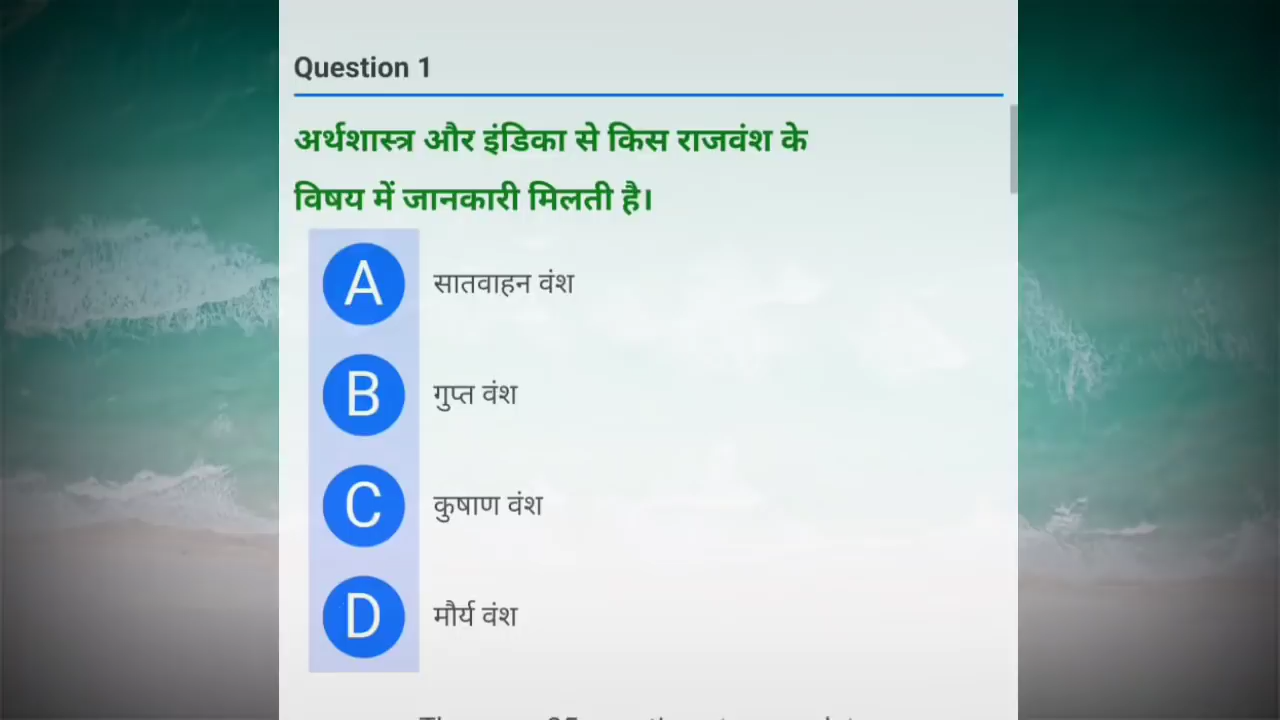 Question 1
अर्थशास्त्र और इंडिका से किस राजवंश के
विषय में जानकारी मिलती है।
A सातवाहन वंश
B गुप्त वंश
C कुषाण वंश
D मौर्य वंश